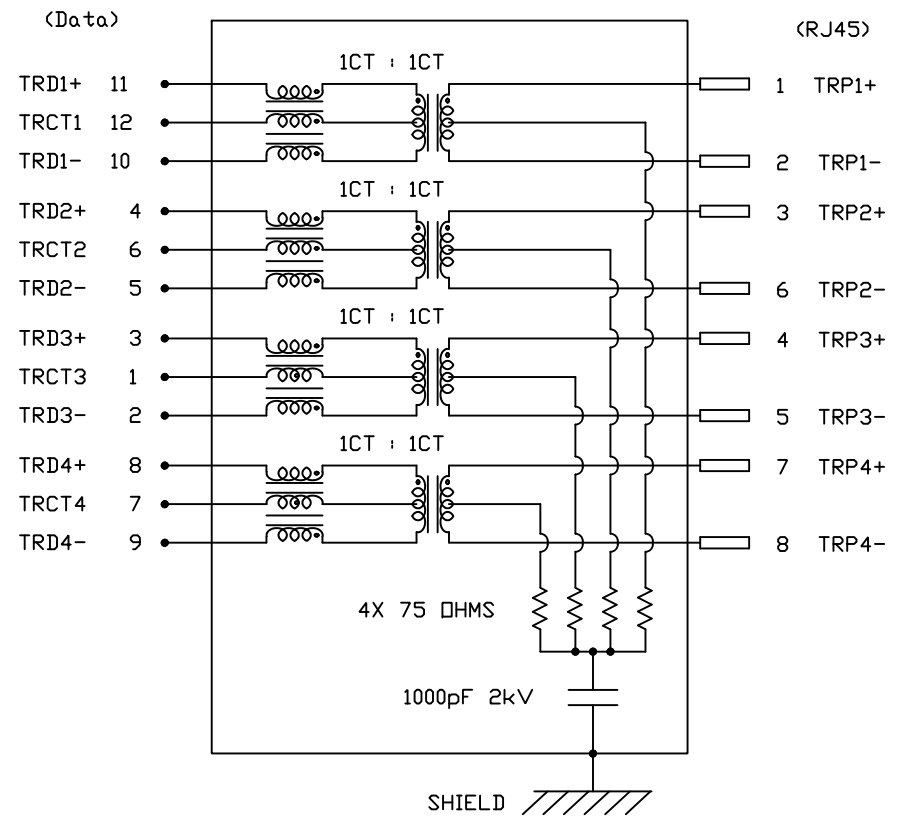 (Data)
(RJ45)
1CT : 1CT
TRD1+ 11
1 TRP1+
TRCT1 12
TRD1- 10
2 TRP1-
1CT : 1CT
TRD2+ 4
3 TRP2+
TRCT2 6
TRD2- 5
6 TRP2-
1CT : 1CT
TRD3+ 3
4 TRP3+
TRCT3 1
TRD3- 2
5 TRP3-
1CT : 1CT
TRD4+ 8
7 TRP4+
TRCT4 7
TRD4- 9
8 TRP4-
4X 75 OHMS
1000pF 2kV
SHIELD